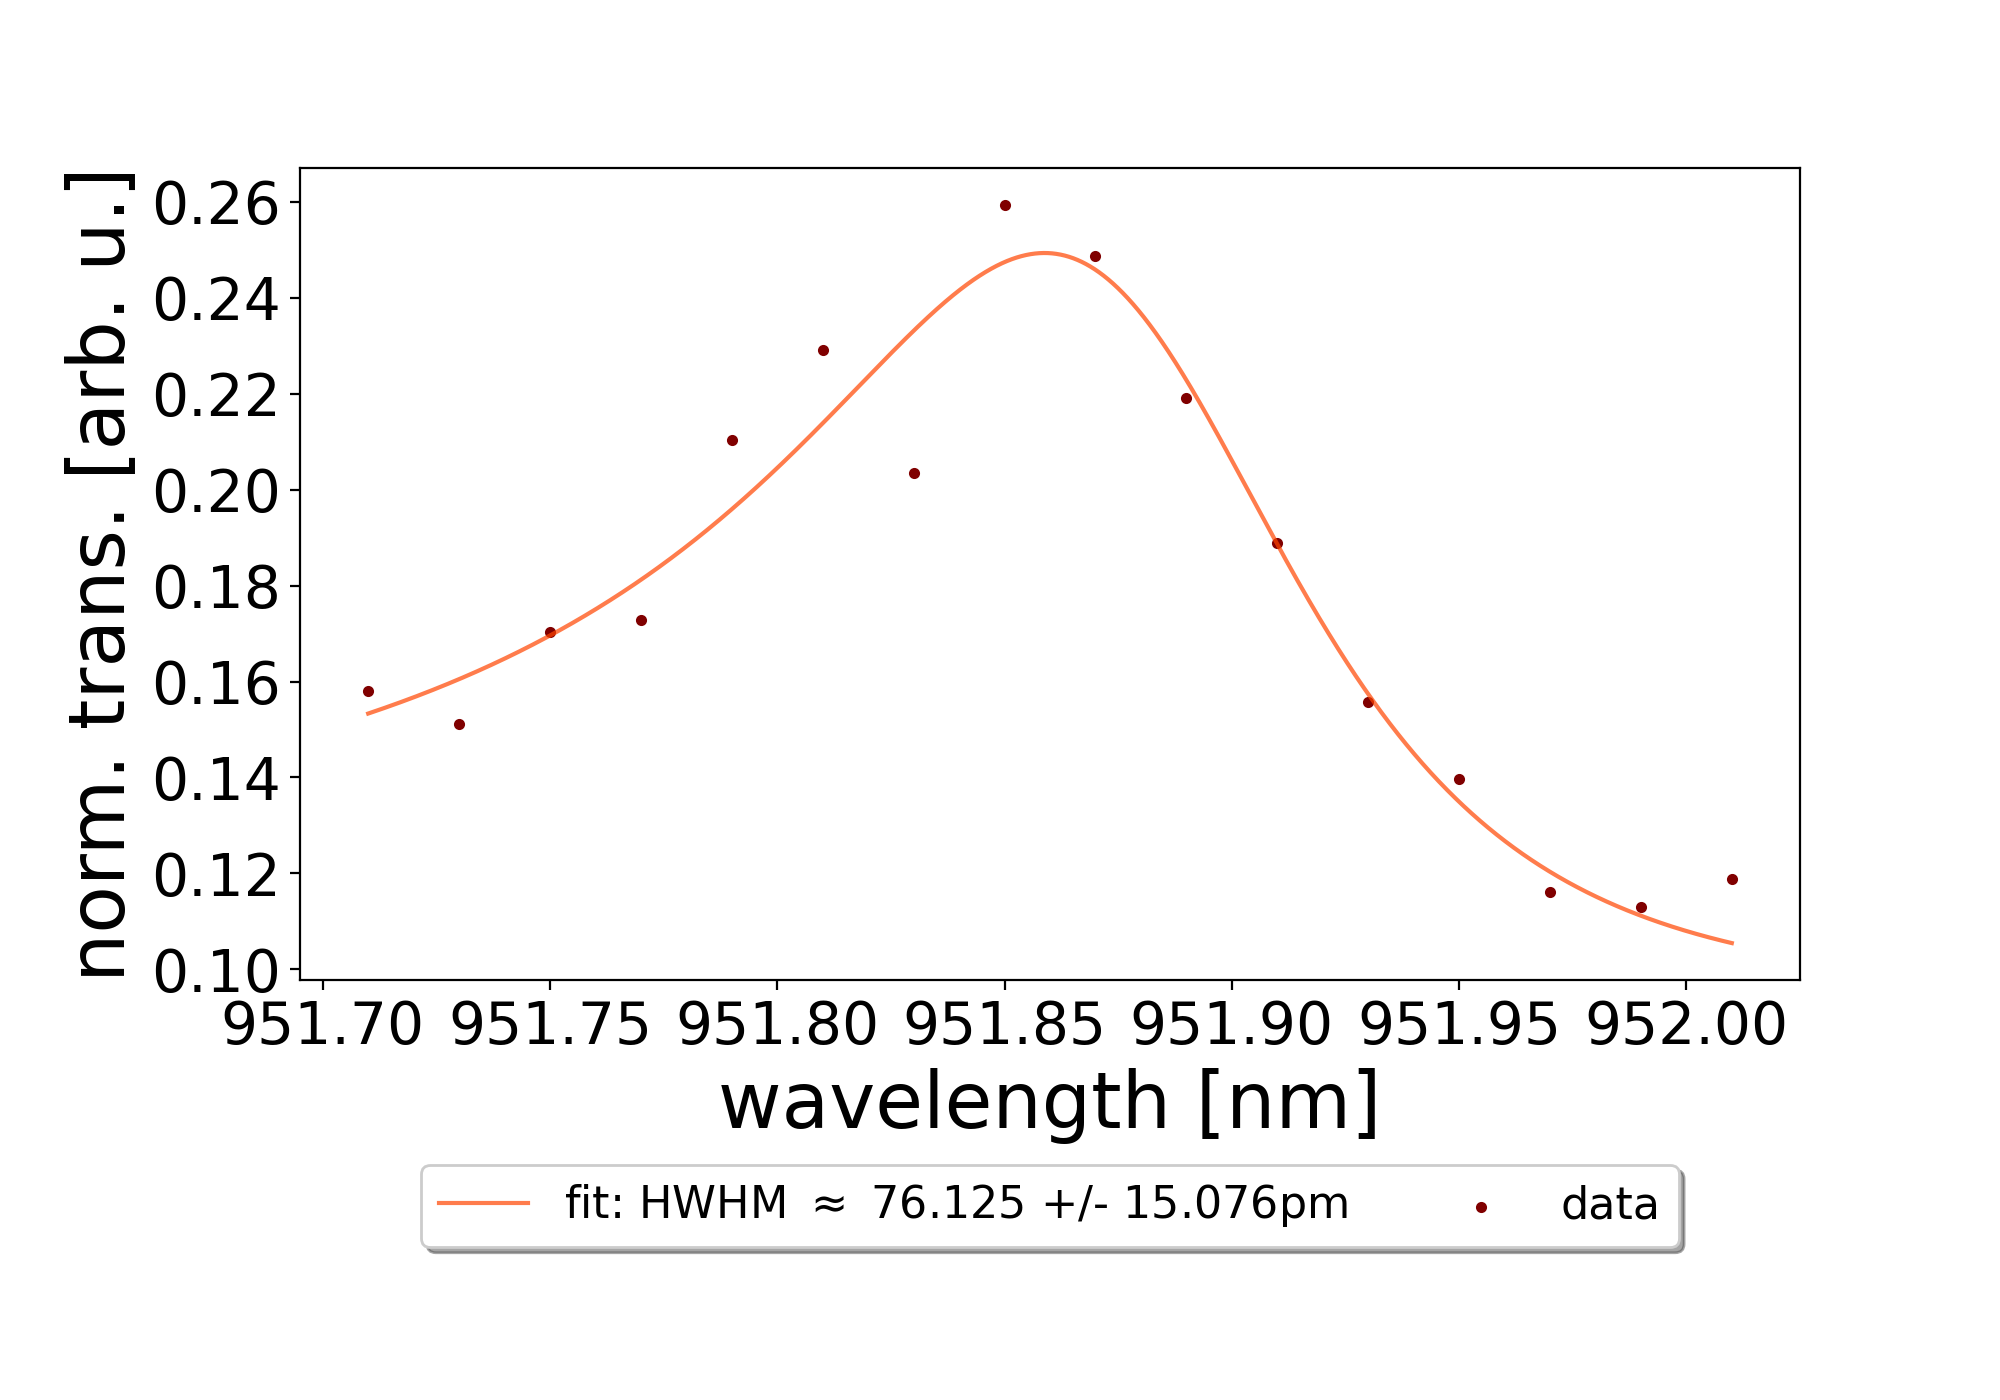 norm. trans. [arb. u.]
0.26
0.24
0.22
0.20
0.18
0.16
0.14
0.12
0.10
951.70 951.75 951.80 951.85 951.90 951.95 952.00
wavelength [nm]
fit: HWHM ≈ 76.125 +/- 15.076pm data